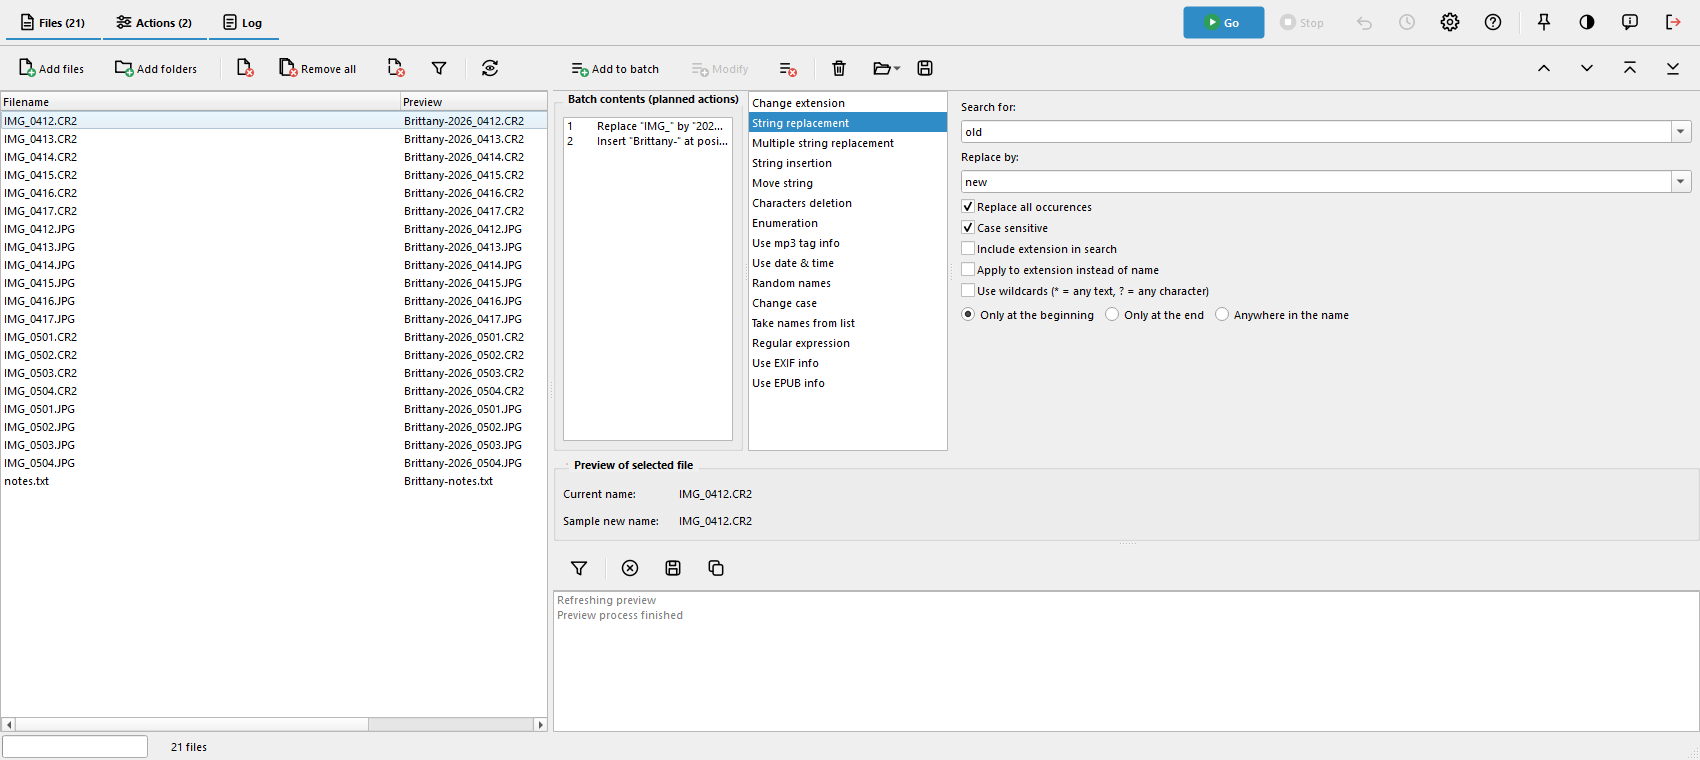 Files (21) Actions (2) Log Go Stop
Add files Add folders Remove all Add to batch Modify
Filename Preview
IMG_0412.CR2 Brittany-2026_0412.CR2
IMG_0413.CR2 Brittany-2026_0413.CR2
IMG_0414.CR2 Brittany-2026_0414.CR2
IMG_0415.CR2 Brittany-2026_0415.CR2
IMG_0416.CR2 Brittany-2026_0416.CR2
IMG_0417.CR2 Brittany-2026_0417.CR2
IMG_0412.JPG Brittany-2026_0412.JPG
IMG_0413.JPG Brittany-2026_0413.JPG
IMG_0414.JPG Brittany-2026_0414.JPG
IMG_0415.JPG Brittany-2026_0415.JPG
IMG_0416.JPG Brittany-2026_0416.JPG
IMG_0417.JPG Brittany-2026_0417.JPG
IMG_0501.CR2 Brittany-2026_0501.CR2
IMG_0502.CR2 Brittany-2026_0502.CR2
IMG_0503.CR2 Brittany-2026_0503.CR2
IMG_0504.CR2 Brittany-2026_0504.CR2
IMG_0501.JPG Brittany-2026_0501.JPG
IMG_0502.JPG Brittany-2026_0502.JPG
IMG_0503.JPG Brittany-2026_0503.JPG
IMG_0504.JPG Brittany-2026_0504.JPG
notes.txt Brittany-notes.txt
21 files
Batch contents (planned actions)
1 Replace "IMG_" by "202...
2 Insert "Brittany-" at posi...
Change extension
String replacement
Multiple string replacement
String insertion
Move string
Characters deletion
Enumeration
Use mp3 tag info
Use date & time
Random names
Change case
Take names from list
Regular expression
Use EXIF info
Use EPUB info
Search for:
old
Replace by:
new
Replace all occurences
Case sensitive
Include extension in search
Apply to extension instead of name
Use wildcards (* = any text, ? = any character)
Only at the beginning Only at the end Anywhere in the name
Preview of selected file
Current name: IMG_0412.CR2
Sample new name: IMG_0412.CR2
Refreshing preview
Preview process finished